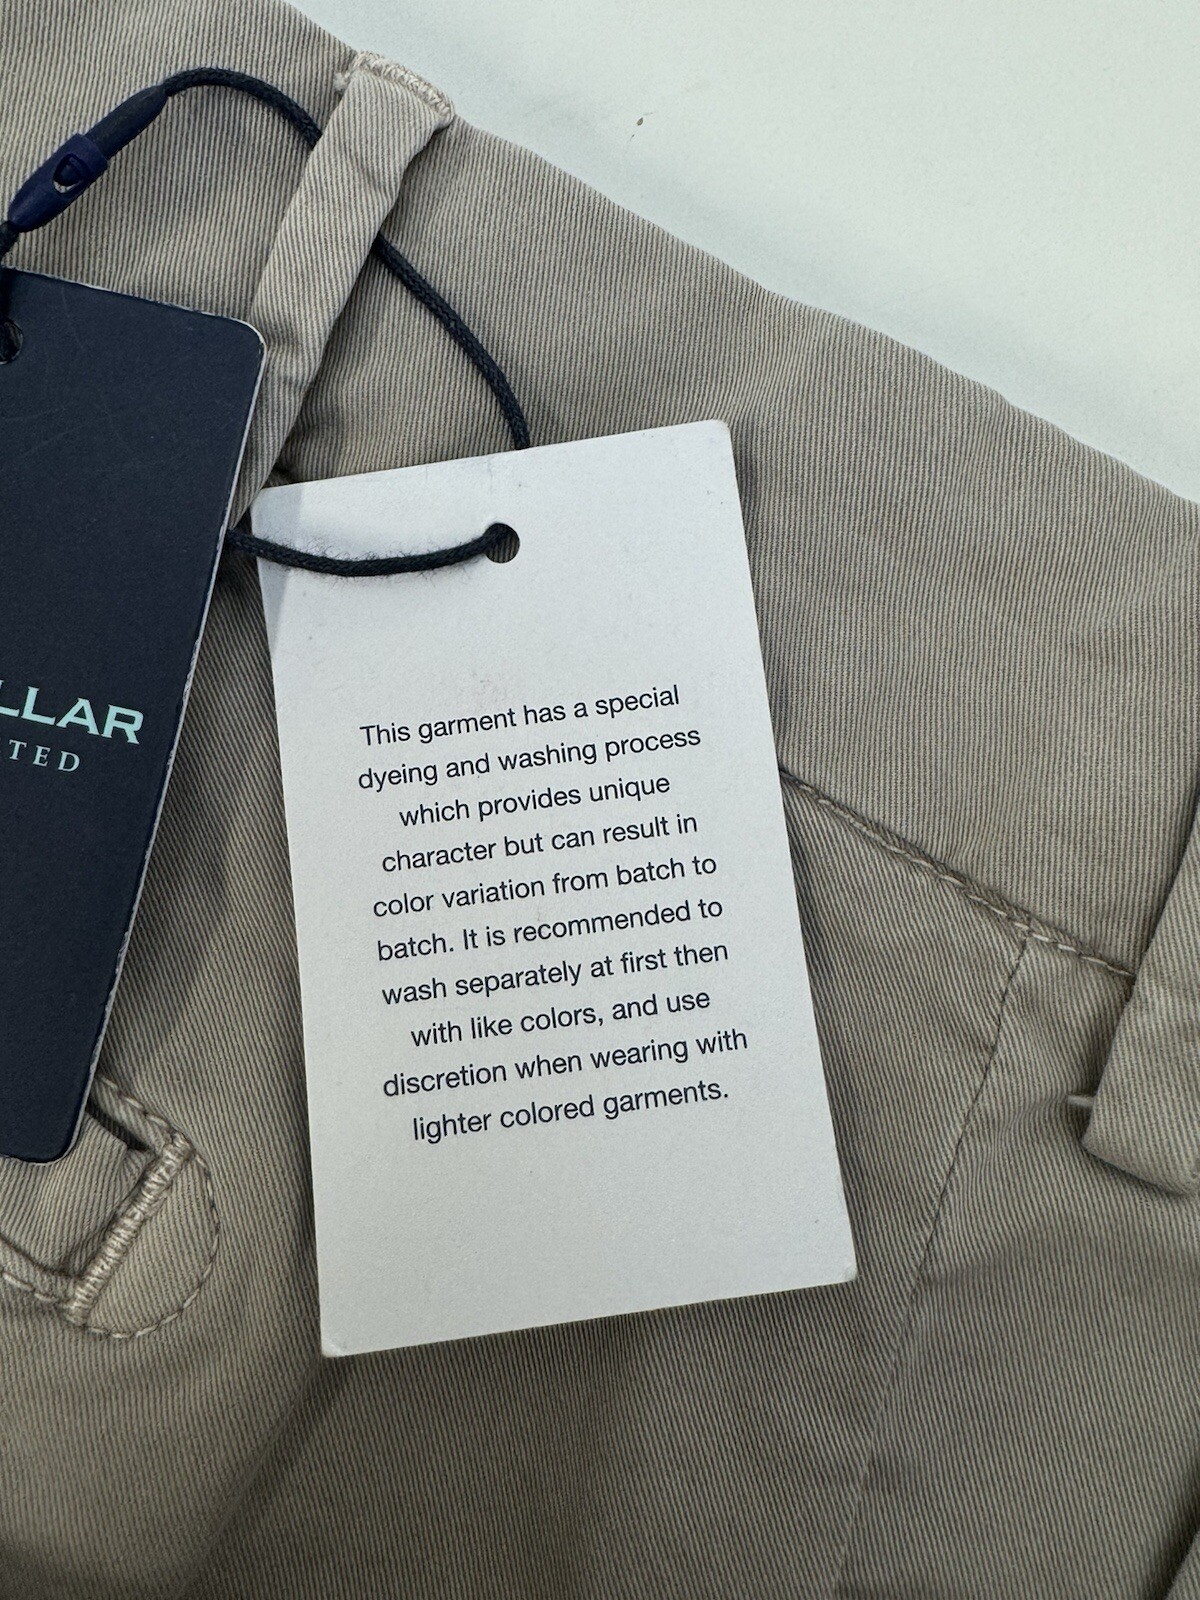 This garment has a special
dyeing and washing process
which provides unique
character but can result in
color variation from batch to
batch. It is recommended to
wash separately at first then
with like colors, and use
discretion when wearing with
lighter colored garments.